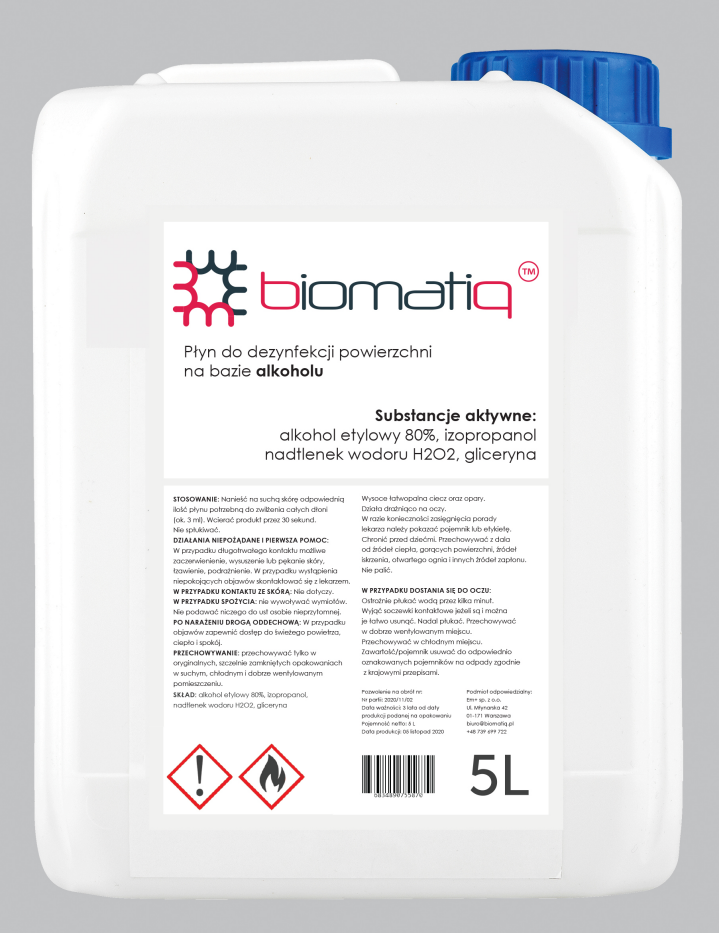 biomatiq
TM
Płyn do dezynfekcji powierzchni
na bazie alkoholu
Substancje aktywne:
alkohol etylowy 80%, izopropanol
nadtlenek wodoru H2O2, gliceryna
STOSOWANIE: Nanieść na suchą skórę odpowiednią
ilość płynu potrzebną do zwilżenia całych dłoni
(ok. 3 ml). Wcierać produkt przez 30 sekund.
Nie spłukiwać.
DZIAŁANIA NIEPOŻĄDANE I PIERWSZA POMOC:
W przypadku długotrwałego kontaktu możliwe
zaczerwienienie, wysuszenie lub pękanie skóry,
łzawienie, podrażnienie. W przypadku wystąpienia
niepokojących objawów skontaktować się z lekarzem.
W PRZYPADKU KONTAKTU ZE SKÓRĄ: Nie dotyczy.
W PRZYPADKU SPOŻYCIA: nie wywoływać wymiotów.
Nie podawać niczego do ust osobie nieprzytomnej.
PO NARAŻENIU DROGĄ ODDECHOWĄ: W przypadku
objawów zapewnić dostęp do świeżego powietrza,
ciepło i spokój.
PRZECHOWYWANIE: przechowywać tylko w
oryginalnych, szczelnie zamkniętych opakowaniach
w suchym, chłodnym i dobrze wentylowanym
pomieszczeniu.
SKŁAD: alkohol etylowy 80%, izopropanol,
nadtlenek wodoru H2O2, gliceryna
Wysoce łatwopalna ciecz oraz opary.
Działa drażniąco na oczy.
W razie konieczności zasięgnięcia porady
lekarza należy pokazać pojemnik lub etykietę.
Chronić przed dziećmi. Przechowywać z dala
od źródeł ciepła, gorących powierzchni, źródeł
iskrzenia, otwartego ognia i innych źródeł zapłonu.
Nie palić.
W PRZYPADKU DOSTANIA SIĘ DO OCZU:
Ostrożnie płukać wodą przez kilka minut.
Wyjąć soczewki kontaktowe jeżeli są i można
je łatwo usunąć. Nadal płukać. Przechowywać
w dobrze wentylowanym miejscu.
Przechowywać w chłodnym miejscu.
Zawartość/pojemnik usuwać do odpowiednio
oznakowanych pojemników na odpady zgodnie
z krajowymi przepisami.
Pozwolenie na obrót nr:
Nr partii: 2020/11/02
Data ważności: 3 lata od daty
produkcji podanej na opakowaniu
Pojemność netto: 5 L
Data produkcji: 05 listopad 2020
Podmiot odpowiedzialny:
Em+ sp. z o.o.
Ul. Młynarska 42
01-171 Warszawa
biuro@biomatiq.pl
+48 739 699 722
5L